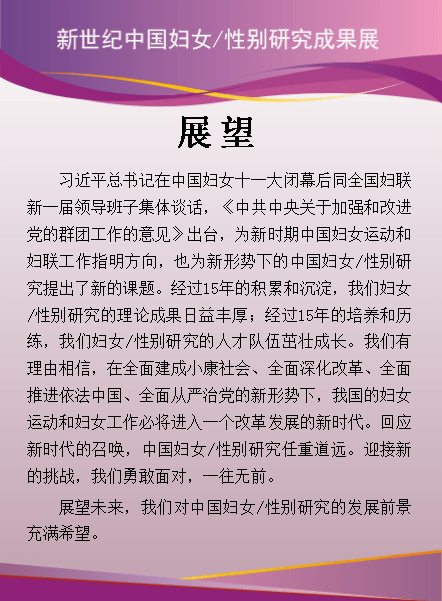 新世纪中国妇女/性别研究成果展
展望
习近平总书记在中国妇女十一大闭幕后同全国妇联
新一届领导班子集体谈话，《中共中央关于加强和改进
党的群团工作的意见》出台，为新时期中国妇女运动和
妇联工作指明方向，也为新形势下的中国妇女/性别研
究提出了新的课题。经过15年的积累和沉淀，我们妇女
/性别研究的理论成果日益丰厚；经过15年的培养和历
练，我们妇女/性别研究的人才队伍茁壮成长。我们有
理由相信，在全面建成小康社会、全面深化改革、全面
推进依法中国、全面从严治党的新形势下，我国的妇女
运动和妇女工作必将进入一个改革发展的新时代。回应
新时代的召唤，中国妇女/性别研究任重道远。迎接新
的挑战，我们勇敢面对，一往无前。
展望未来，我们对中国妇女/性别研究的发展前景
充满希望。